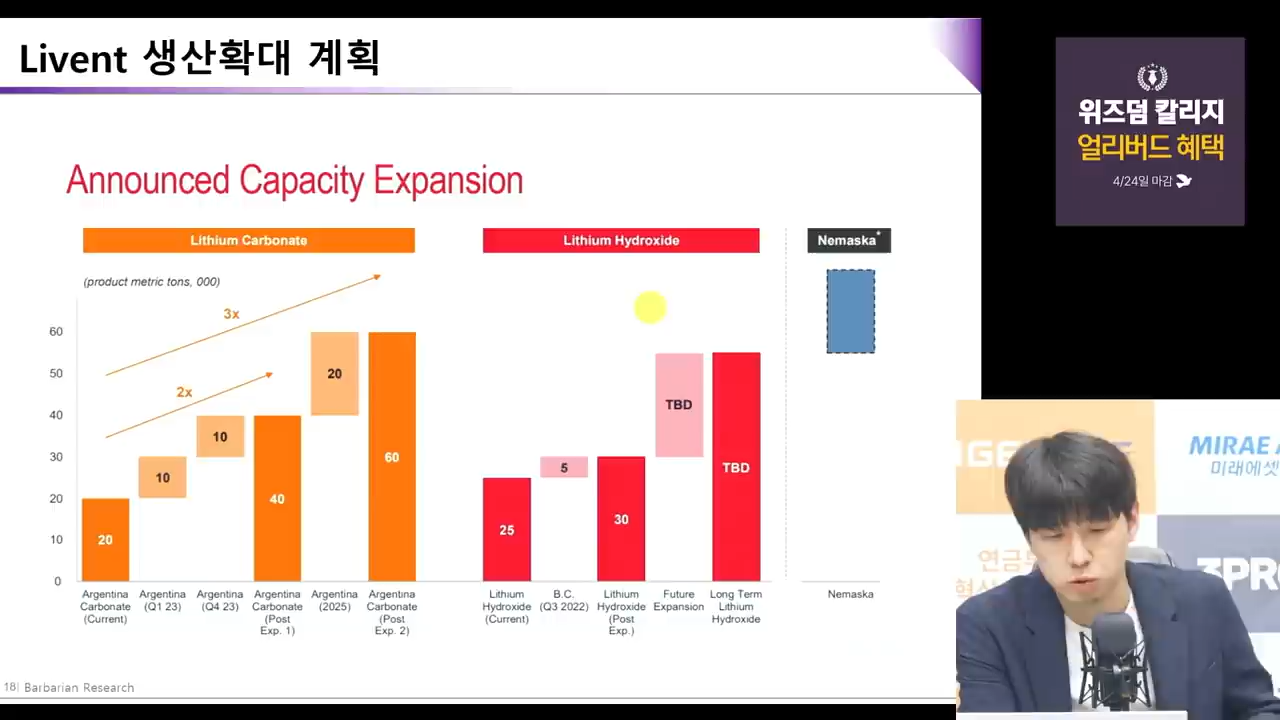 Livent 생산확대 계획
Announced Capacity Expansion
Lithium Carbonate
(product metric tons, 000)
3x
2x
60
50
40
30
20
10
0
20
10
10
40
20
60
Argentina Carbonate (Current)
Argentina (Q1 23)
Argentina (Q4 23)
Argentina Carbonate (Post Exp. 1)
Argentina (2025)
Argentina Carbonate (Post Exp. 2)
Lithium Hydroxide
25
5
30
TBD
TBD
Lithium Hydroxide (Current)
B.C. (Q3 2022)
Lithium Hydroxide (Post Exp.)
Future Expansion
Long Term Lithium Hydroxide
Nemaska*
Nemaska
18| Barbarian Research
위즈덤 칼리지
얼리버드 혜택
4/24일 마감
MIRAE A
미래에셋
연금
3PR